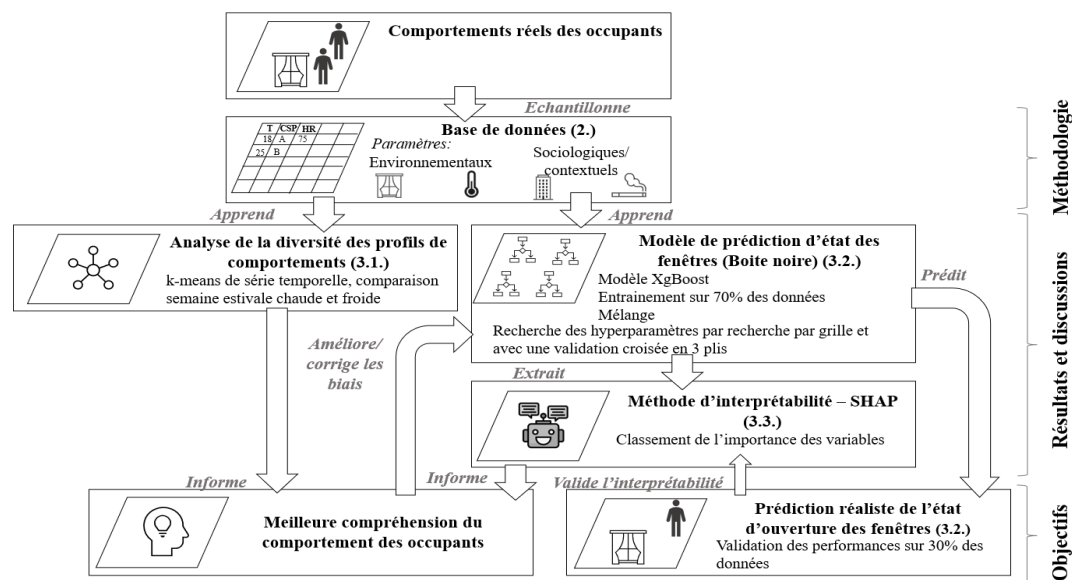 Comportements réels des occupants
Echantillonne
Base de données (2.)
T CSP HR
18 A 75
25 B
Paramètres:
Environnementaux
Sociologiques/
contextuels
Méthodologie
Apprend
Apprend
Analyse de la diversité des profils de
comportements (3.1.)
k-means de série temporelle, comparaison
semaine estivale chaude et froide
Modèle de prédiction d'état des
fenêtres (Boite noire) (3.2.)
Modèle XgBoost
Entrainement sur 70% des données
Mélange
Recherche des hyperparamètres par recherche par grille et
avec une validation croisée en 3 plis
Prédit
Améliore/
corrige les
biais
Extrait
Méthode d'interprétabilité – SHAP
(3.3.)
Classement de l'importance des variables
Résultats et discussions
Informe
Informe
Valide l'interprétabilité
Meilleure compréhension du
comportement des occupants
Prédiction réaliste de l'état
d'ouverture des fenêtres (3.2.)
Validation des performances sur 30% des
données
Objectifs